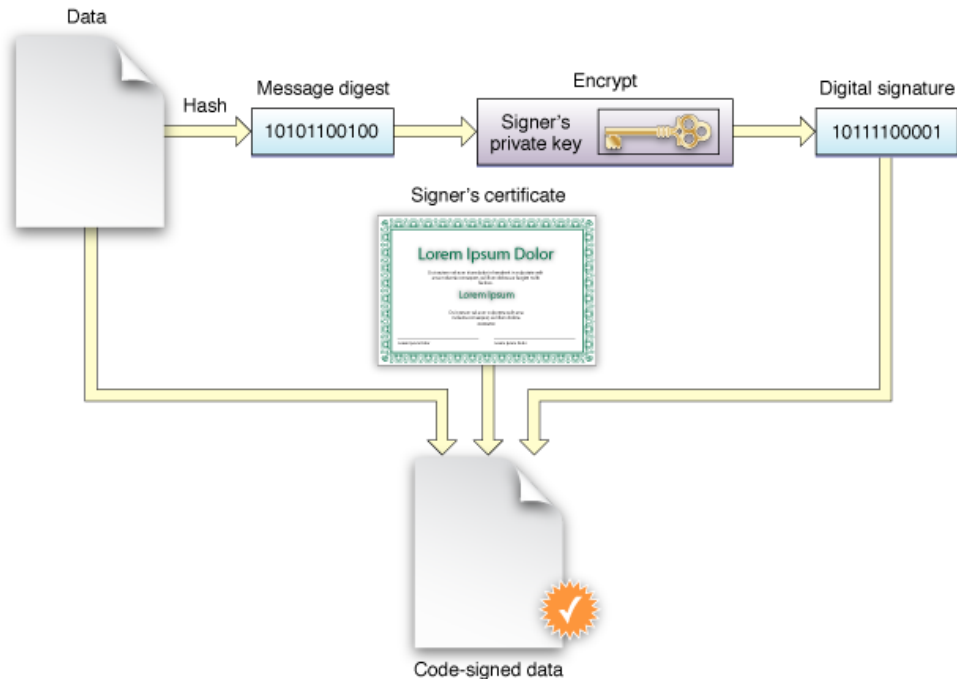 Data
Hash
Message digest
10101100100
Encrypt
Signer's
private key
Digital signature
10111100001
Signer's certificate
Lorem Ipsum Dolor
Lorem Ipsum
Code-signed data